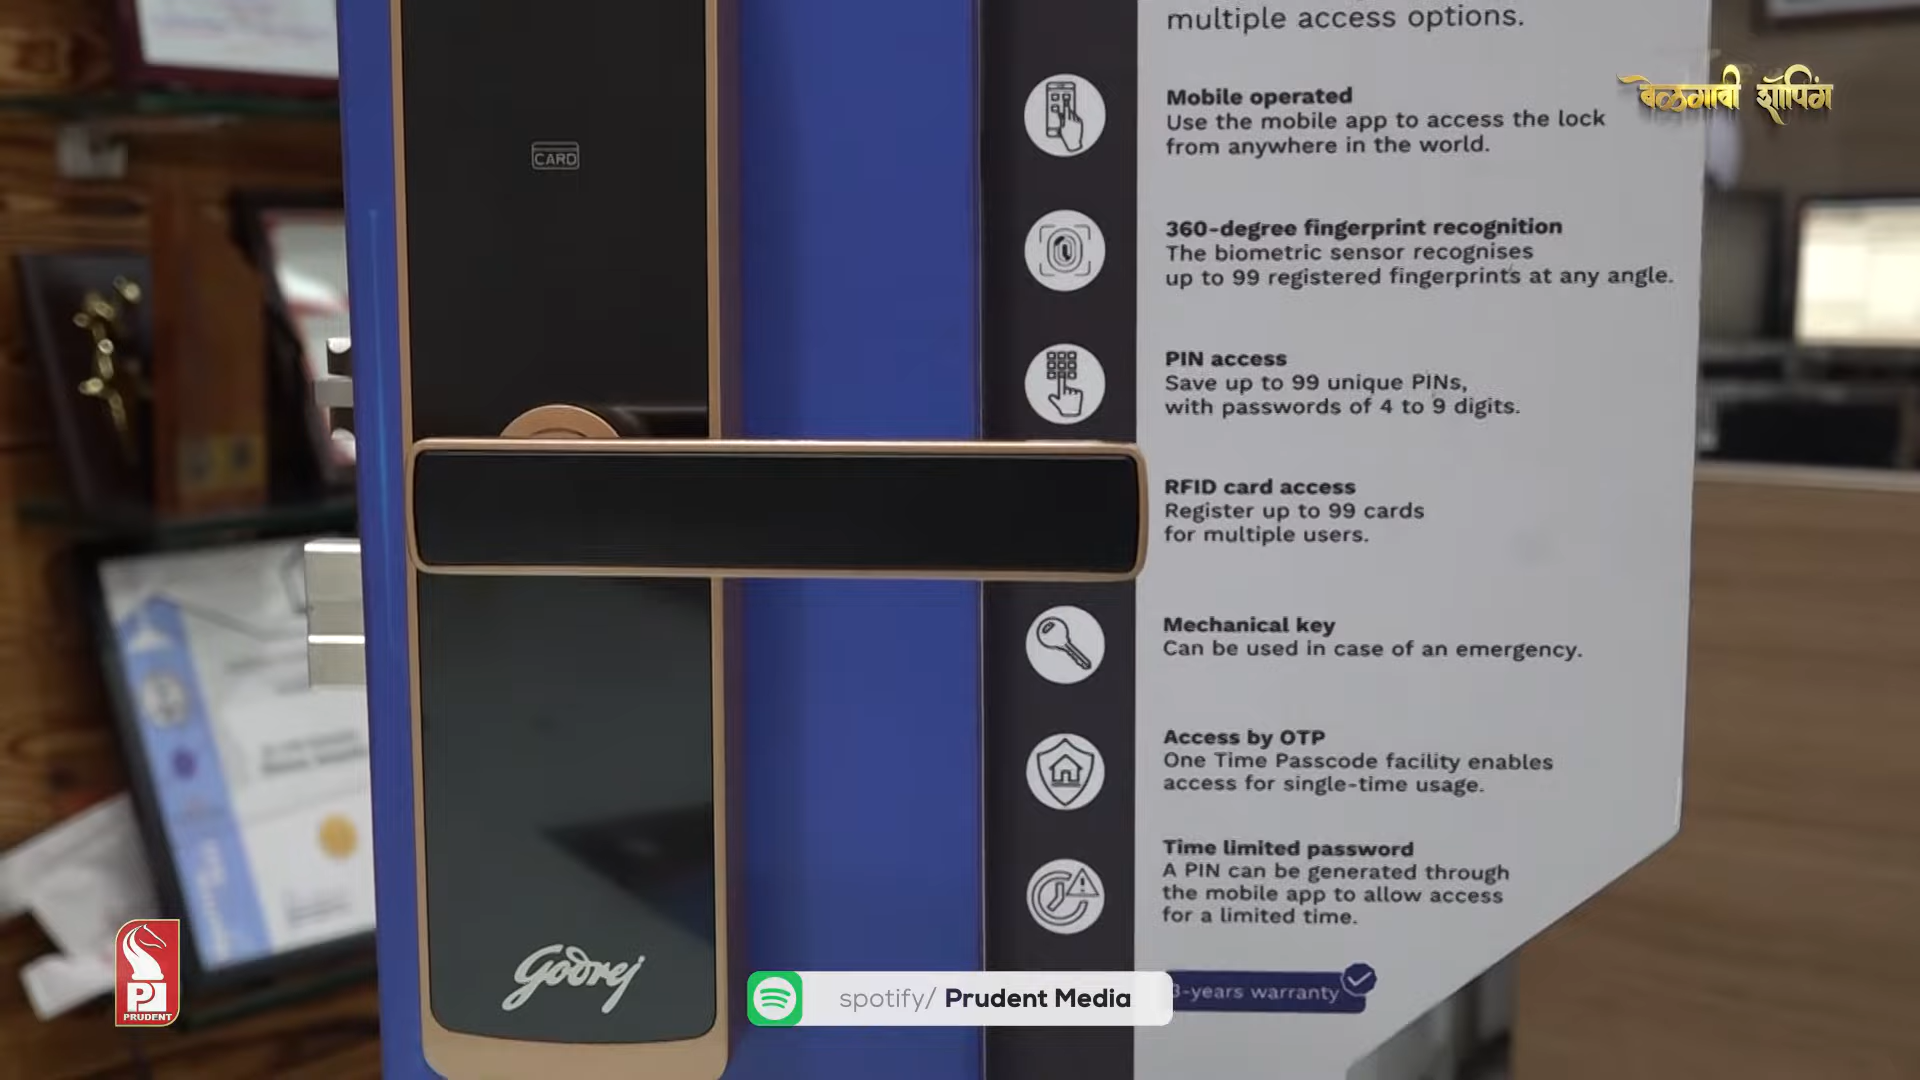 multiple access options.
बेळगावी शॉपिंग
Mobile operated
Use the mobile app to access the lock
from anywhere in the world.
CARD
360-degree fingerprint recognition
The biometric sensor recognises
up to 99 registered fingerprints at any angle.
PIN access
Save up to 99 unique PINs,
with passwords of 4 to 9 digits.
RFID card access
Register up to 99 cards
for multiple users.
Mechanical key
Can be used in case of an emergency.
Access by OTP
One Time Passcode facility enables
access for single-time usage.
Time limited password
A PIN can be generated through
the mobile app to allow access
for a limited time.
Godrej
3-years warranty
spotify/ Prudent Media
P
PRUDENT